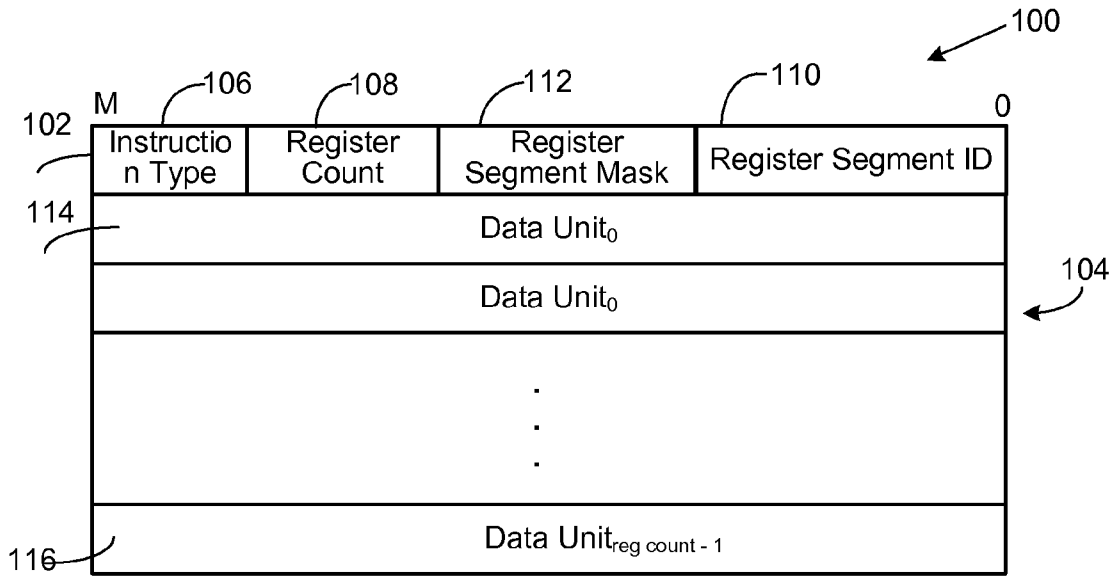 100
106
108
112
110
M
0
102
Instructio
n Type
Register
Count
Register
Segment Mask
Register Segment ID
114
Data Unit0
Data Unit0
104
.
.
.
Data Unitreg count - 1
116